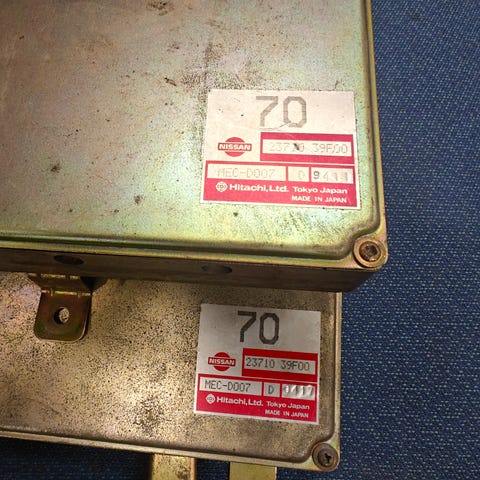 70
NISSAN
23710 39F00
MEC-D007 D
Hitachi, Ltd. Tokyo Japan
MADE IN JAPAN
70
NISSAN
23710 39F00
MEC-D007 D
Hitachi, Ltd. Tokyo Japan
MADE IN JAPAN